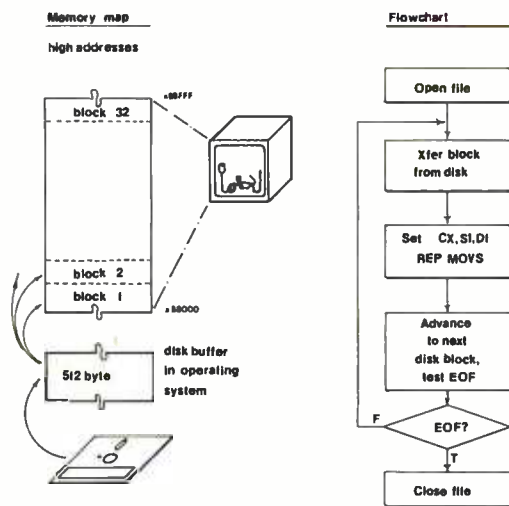 Memory map
high addresses
block 32
block 2
block 1
disk buffer
in operating
system
512 byte
Flowchart
Open file
Xfer block
from disk
Set CX,SI,DI
REP MOVS
Advance
to next
disk block,
test EOF
F
EOF?
T
Close file